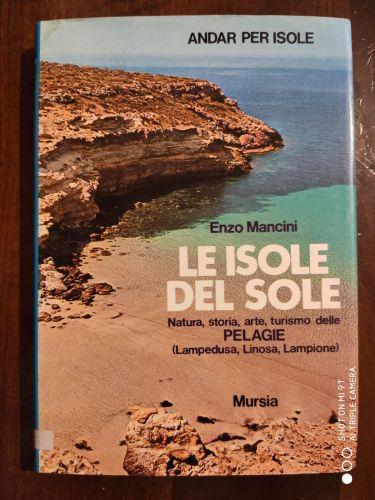 ANDAR PER ISOLE
Enzo Mancini
LE ISOLE
DEL SOLE
Natura, storia, arte, turismo delle
PELAGIE
(Lampedusa, Linosa, Lampione)
Mursia
SHOT ON MI 9T
AI TRIPLE CAMERA